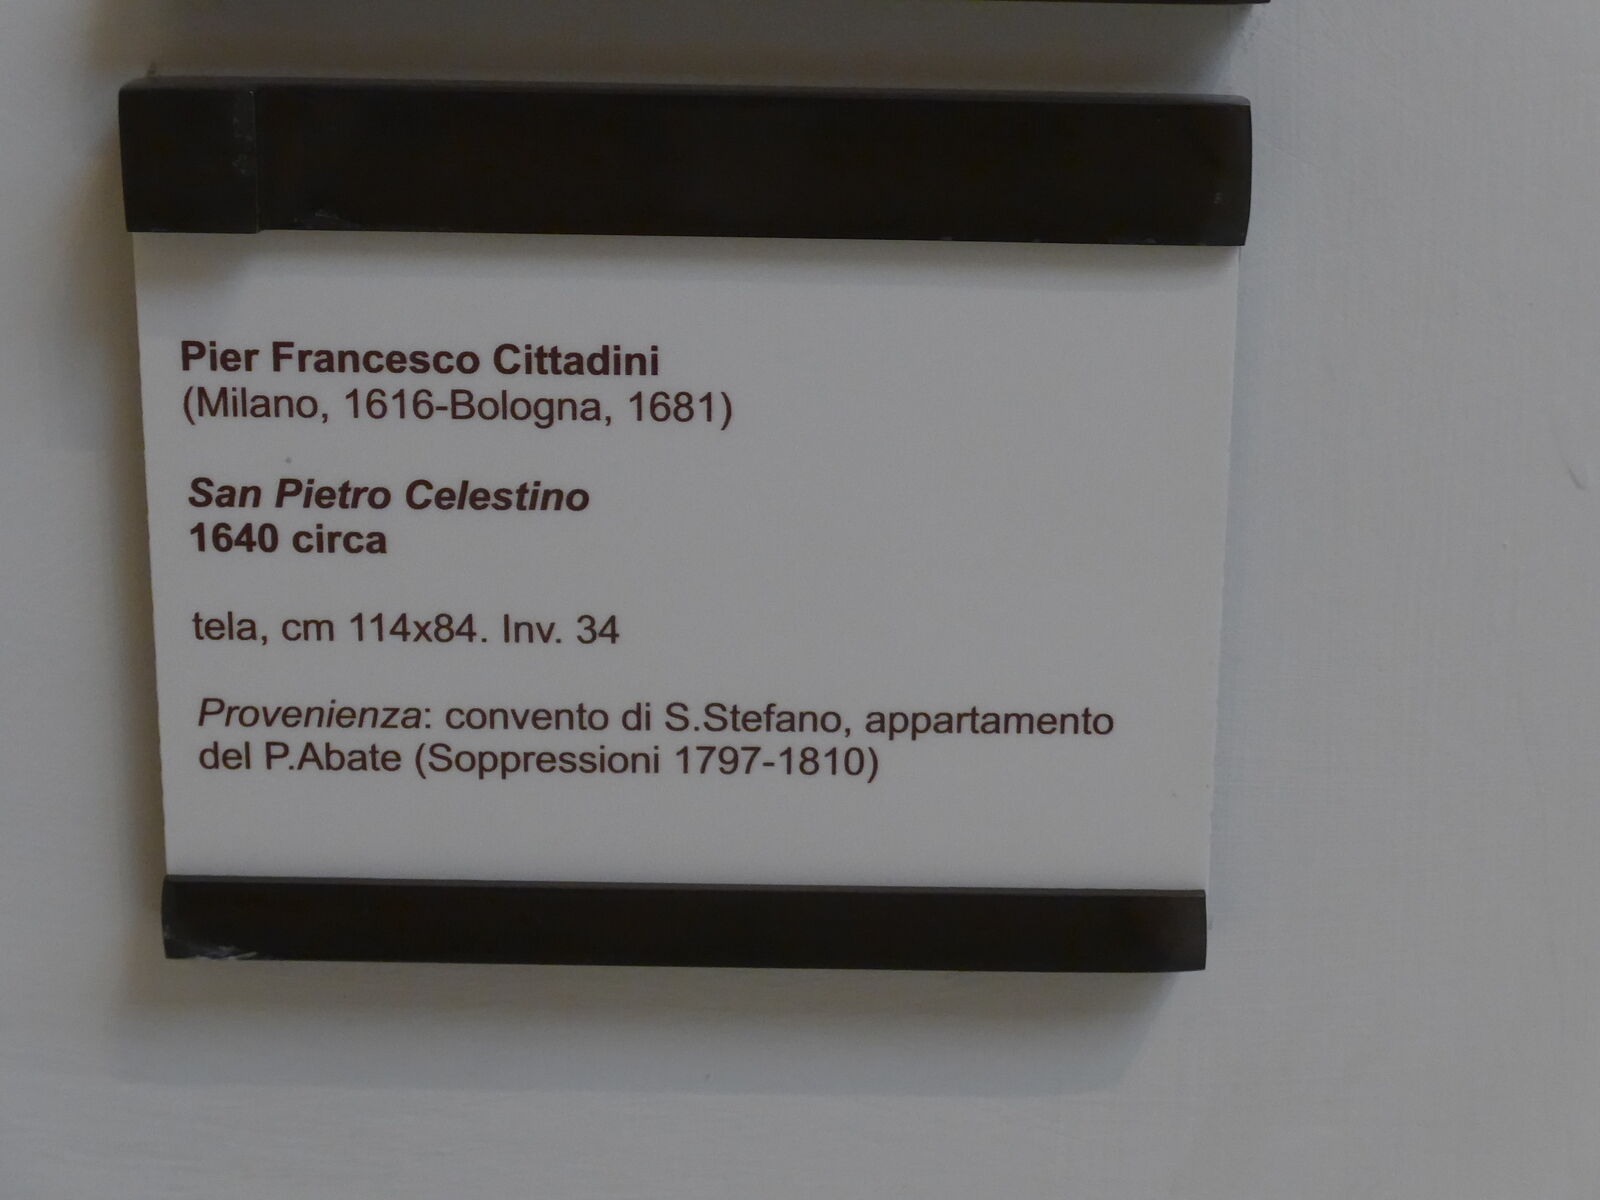 Pier Francesco Cittadini
(Milano, 1616-Bologna, 1681)
San Pietro Celestino
1640 circa
tela, cm 114x84. Inv. 34
Provenienza: convento di S.Stefano, appartamento
del P.Abate (Soppressioni 1797-1810)